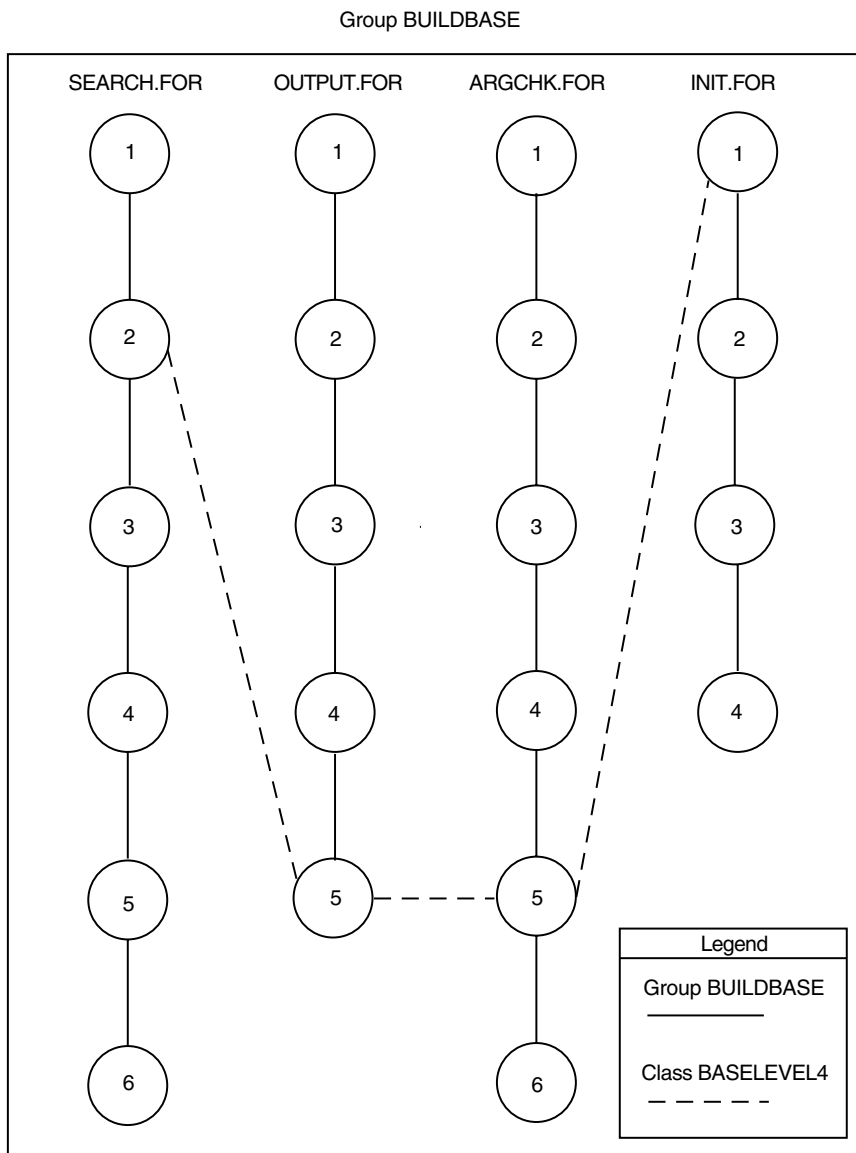 Group BUILDBASE
SEARCH.FOR OUTPUT.FOR ARGCHK.FOR INIT.FOR
1 1 1 1
2 2 2 2
3 3 3 3
4 4 4 4
5 5 5
6 6
Legend
Group BUILDBASE
Class BASELEVEL4